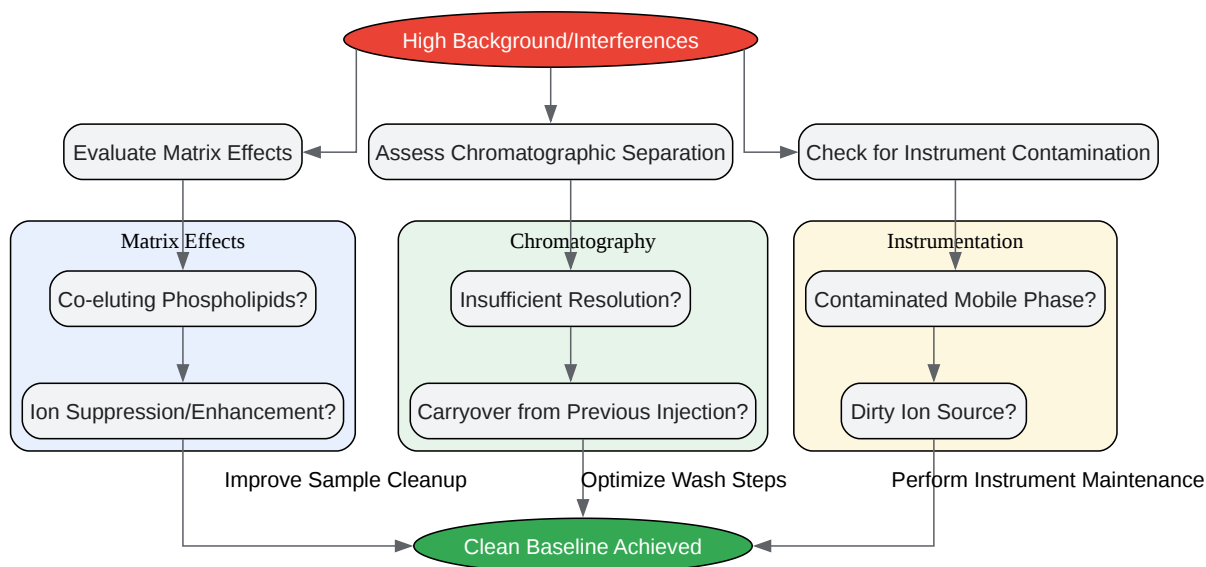 High Background/Interferences
Evaluate Matrix Effects
Assess Chromatographic Separation
Check for Instrument Contamination
Matrix Effects
Chromatography
Instrumentation
Co-eluting Phospholipids?
Insufficient Resolution?
Contaminated Mobile Phase?
Ion Suppression/Enhancement?
Carryover from Previous Injection?
Dirty Ion Source?
Improve Sample Cleanup
Optimize Wash Steps
Perform Instrument Maintenance
Clean Baseline Achieved